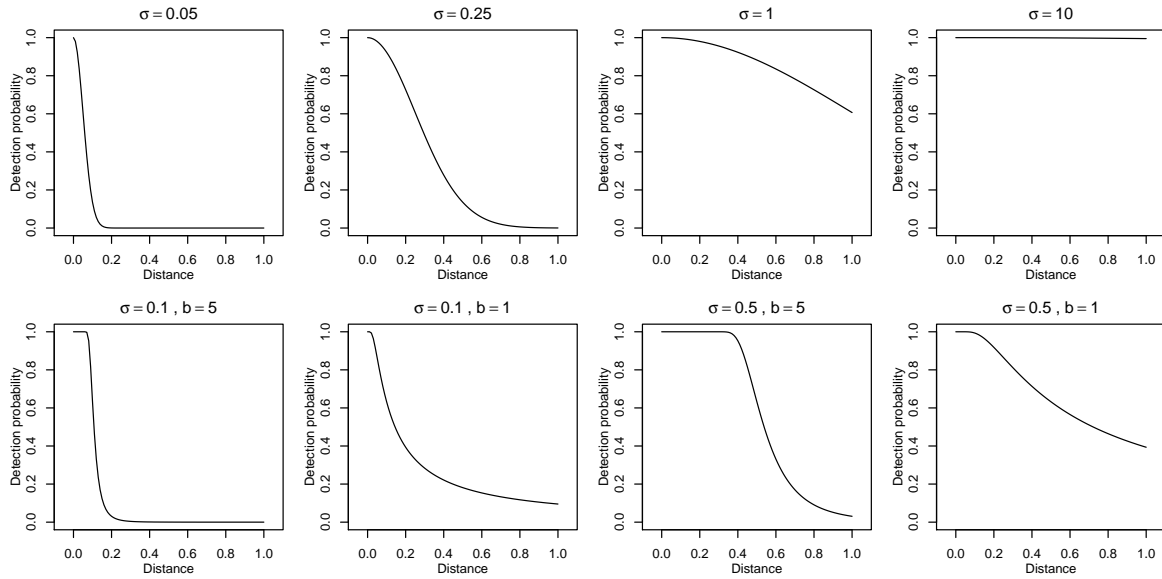 σ = 0.05
Detection probability
0.0 0.2 0.4 0.6 0.8 1.0
0.0 0.2 0.4 0.6 0.8 1.0
Distance
σ = 0.25
Detection probability
0.0 0.2 0.4 0.6 0.8 1.0
0.0 0.2 0.4 0.6 0.8 1.0
Distance
σ = 1
Detection probability
0.0 0.2 0.4 0.6 0.8 1.0
0.0 0.2 0.4 0.6 0.8 1.0
Distance
σ = 10
Detection probability
0.0 0.2 0.4 0.6 0.8 1.0
0.0 0.2 0.4 0.6 0.8 1.0
Distance
σ = 0.1 , b = 5
Detection probability
0.0 0.2 0.4 0.6 0.8 1.0
0.0 0.2 0.4 0.6 0.8 1.0
Distance
σ = 0.1 , b = 1
Detection probability
0.0 0.2 0.4 0.6 0.8 1.0
0.0 0.2 0.4 0.6 0.8 1.0
Distance
σ = 0.5 , b = 5
Detection probability
0.0 0.2 0.4 0.6 0.8 1.0
0.0 0.2 0.4 0.6 0.8 1.0
Distance
σ = 0.5 , b = 1
Detection probability
0.0 0.2 0.4 0.6 0.8 1.0
0.0 0.2 0.4 0.6 0.8 1.0
Distance